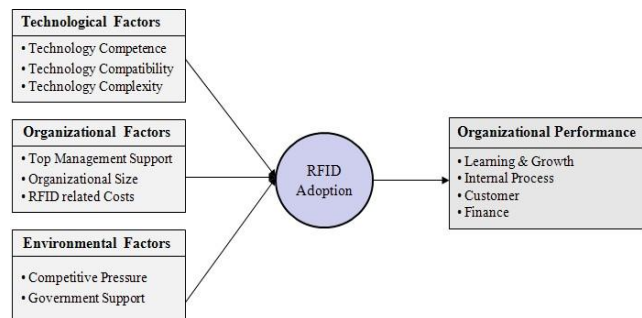 Technological Factors
• Technology Competence
• Technology Compatibility
• Technology Complexity
Organizational Factors
• Top Management Support
• Organizational Size
• RFID related Costs
Environmental Factors
• Competitive Pressure
• Government Support
RFID
Adoption
Organizational Performance
• Learning & Growth
• Internal Process
• Customer
• Finance